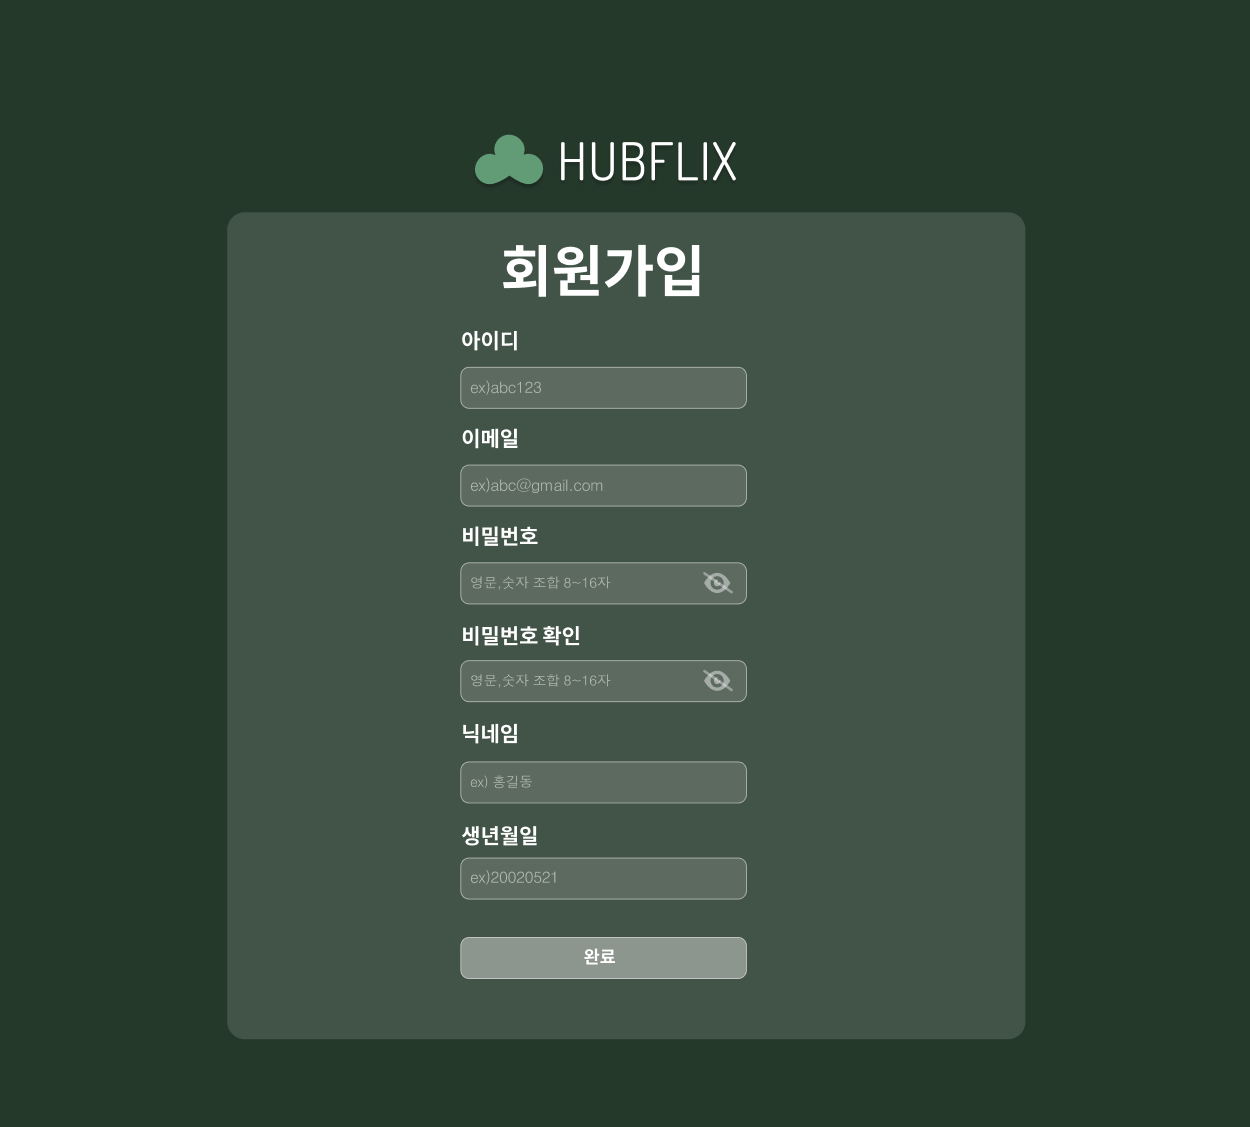 HUBFLIX
회원가입
아이디
ex)abc123
이메일
ex)abc@gmail.com
비밀번호
영문,숫자 조합 8~16자
비밀번호 확인
영문,숫자 조합 8~16자
닉네임
ex) 홍길동
생년월일
ex)20020521
완료